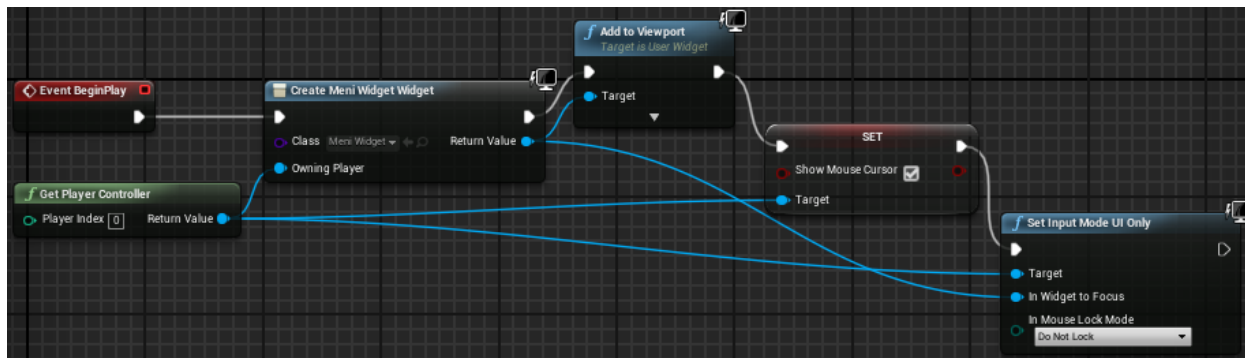 Event BeginPlay
Get Player Controller
Player Index 0
Return Value
Create Meni Widget Widget
Class Meni Widget
Return Value
Owning Player
Add to Viewport
Target is User Widget
Target
SET
Show Mouse Cursor
Target
Set Input Mode UI Only
Target
In Widget to Focus
In Mouse Lock Mode
Do Not Lock